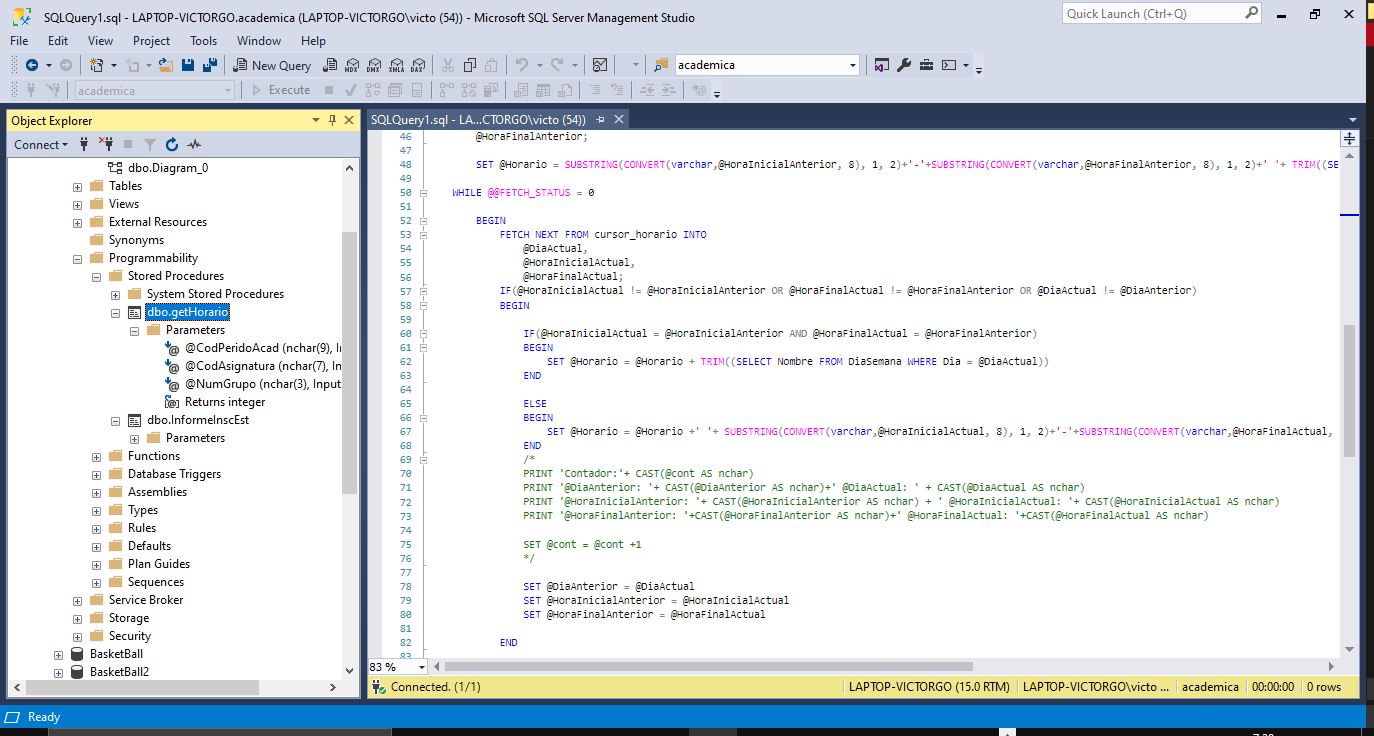 SQLQuery1.sql - LAPTOP-VICTORGO.academica (LAPTOP-VICTORGO\victo (54)) - Microsoft SQL Server Management Studio
Quick Launch (Ctrl+Q)
File Edit View Project Tools Window Help
New Query MDX DMX XMLA DAX academica
academica Execute
Object Explorer
Connect
dbo.Diagram_0
Tables
Views
External Resources
Synonyms
Programmability
Stored Procedures
System Stored Procedures
dbo.getHorario
Parameters
@CodPeridoAcad (nchar(9), I
@CodAsignatura (nchar(7), In
@NumGrupo (nchar(3), Input
Returns integer
dbo.InformeInscEst
Parameters
Functions
Database Triggers
Assemblies
Types
Rules
Defaults
Plan Guides
Sequences
Service Broker
Storage
Security
BasketBall
BasketBall2
SQLQuery1.sql - LA...CTORGO\victo (54))
46 @HoraFinalAnterior;
47
48 SET @Horario = SUBSTRING(CONVERT(varchar,@HoraInicialAnterior, 8), 1, 2)+'-'+SUBSTRING(CONVERT(varchar,@HoraFinalAnterior, 8), 1, 2)+' '+ TRIM((SE
49
50 WHILE @@FETCH_STATUS = 0
51
52 BEGIN
53 FETCH NEXT FROM cursor_horario INTO
54 @DiaActual,
55 @HoraInicialActual,
56 @HoraFinalActual;
57 IF(@HoraInicialActual != @HoraInicialAnterior OR @HoraFinalActual != @HoraFinalAnterior OR @DiaActual != @DiaAnterior)
58 BEGIN
59
60 IF(@HoraInicialActual = @HoraInicialAnterior AND @HoraFinalActual = @HoraFinalAnterior)
61 BEGIN
62 SET @Horario = @Horario + TRIM((SELECT Nombre FROM DiaSemana WHERE Dia = @DiaActual))
63 END
64
65 ELSE
66 BEGIN
67 SET @Horario = @Horario +' '+ SUBSTRING(CONVERT(varchar,@HoraInicialActual, 8), 1, 2)+'-'+SUBSTRING(CONVERT(varchar,@HoraFinalActual,
68 END
69 /*
70 PRINT 'Contador:'+ CAST(@cont AS nchar)
71 PRINT '@DiaAnterior: '+ CAST(@DiaAnterior AS nchar)+' @DiaActual: ' + CAST(@DiaActual AS nchar)
72 PRINT '@HoraInicialAnterior: '+ CAST(@HoraInicialAnterior AS nchar) + ' @HoraInicialActual: '+ CAST(@HoraInicialActual AS nchar)
73 PRINT '@HoraFinalAnterior: '+CAST(@HoraFinalAnterior AS nchar)+' @HoraFinalActual: '+CAST(@HoraFinalActual AS nchar)
74
75 SET @cont = @cont +1
76 */
77
78 SET @DiaAnterior = @DiaActual
79 SET @HoraInicialAnterior = @HoraInicialActual
80 SET @HoraFinalAnterior = @HoraFinalActual
81
82 END
83
83 %
Connected. (1/1) LAPTOP-VICTORGO (15.0 RTM) LAPTOP-VICTORGO\victo ... academica 00:00:00 0 rows
Ready